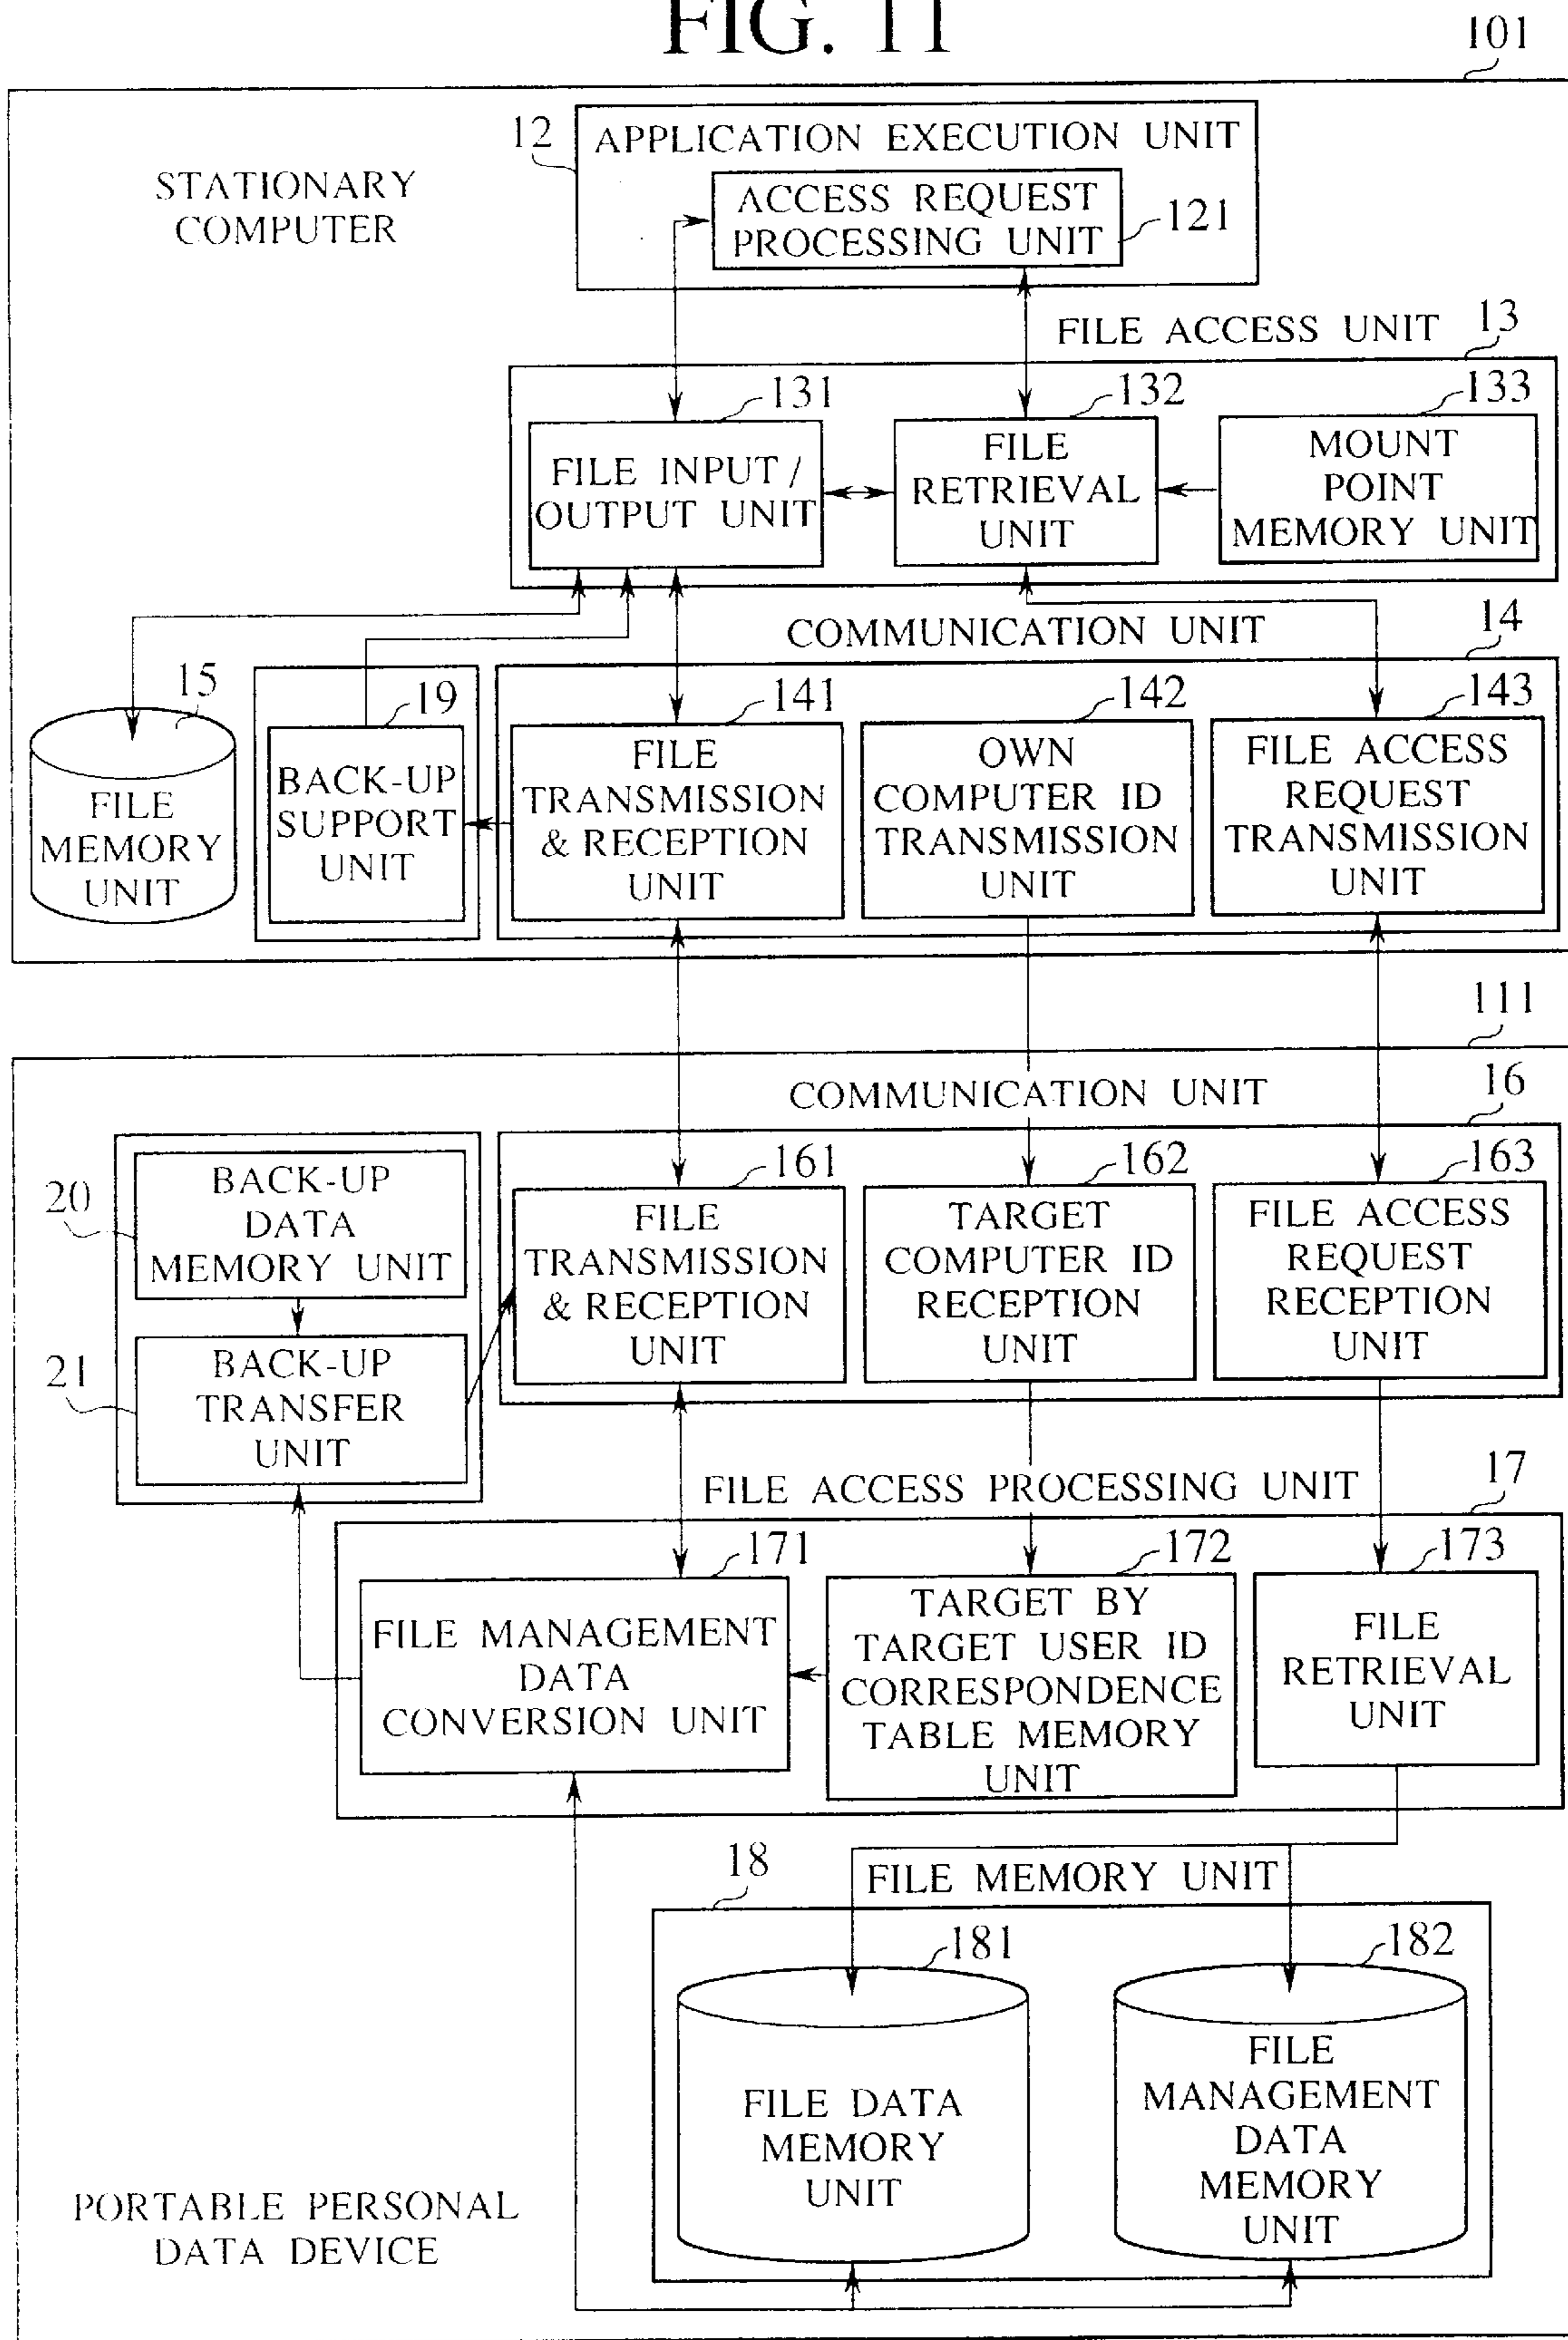 FIG. 11
101
STATIONARY
COMPUTER
12
APPLICATION EXECUTION UNIT
ACCESS REQUEST
PROCESSING UNIT
121
FILE ACCESS UNIT
13
131
FILE INPUT /
OUTPUT UNIT
132
FILE
RETRIEVAL
UNIT
133
MOUNT
POINT
MEMORY UNIT
COMMUNICATION UNIT
14
15
FILE
MEMORY
UNIT
19
BACK-UP
SUPPORT
UNIT
141
FILE
TRANSMISSION
& RECEPTION
UNIT
142
OWN
COMPUTER ID
TRANSMISSION
UNIT
143
FILE ACCESS
REQUEST
TRANSMISSION
UNIT
111
COMMUNICATION UNIT
16
20
BACK-UP
DATA
MEMORY UNIT
21
BACK-UP
TRANSFER
UNIT
161
FILE
TRANSMISSION
& RECEPTION
UNIT
162
TARGET
COMPUTER ID
RECEPTION
UNIT
163
FILE ACCESS
REQUEST
RECEPTION
UNIT
FILE ACCESS PROCESSING UNIT
17
171
FILE MANAGEMENT
DATA
CONVERSION UNIT
172
TARGET BY
TARGET USER ID
CORRESPONDENCE
TABLE MEMORY
UNIT
173
FILE
RETRIEVAL
UNIT
18
FILE MEMORY UNIT
181
FILE DATA
MEMORY
UNIT
182
FILE
MANAGEMENT
DATA
MEMORY
UNIT
PORTABLE PERSONAL
DATA DEVICE